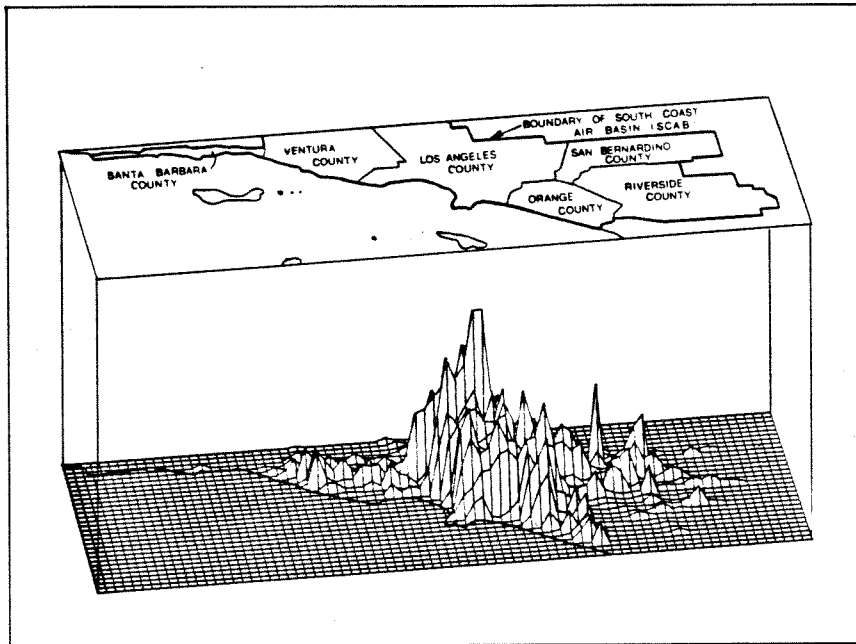 BOUNDARY OF SOUTH COAST
AIR BASIN (SCAB)
VENTURA
COUNTY
LOS ANGELES
COUNTY
SAN BERNARDINO
COUNTY
SANTA BARBARA
COUNTY
ORANGE
COUNTY
RIVERSIDE
COUNTY